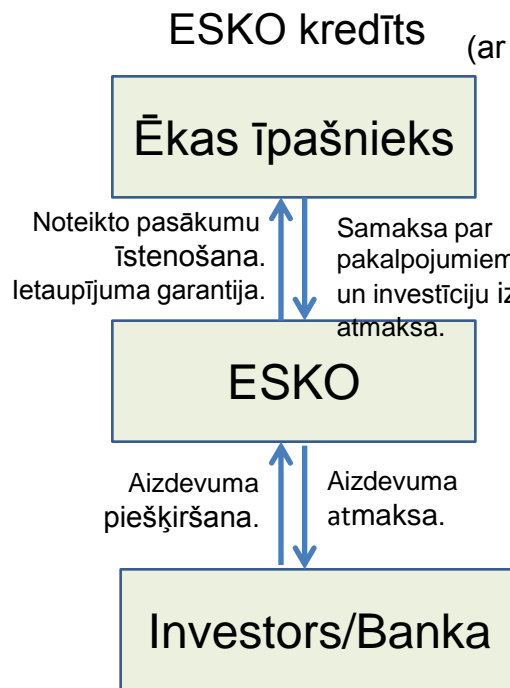 ESKO kredīts
(ar
Ēkas īpašnieks
Noteikto pasākumu
īstenošana.
Ietaupījuma garantija.
Samaksa par
pakalpojumiem
un investīciju iz
atmaksa.
ESKO
Aizdevuma
piešķiršana.
Aizdevuma
atmaksa.
Investors/Banka